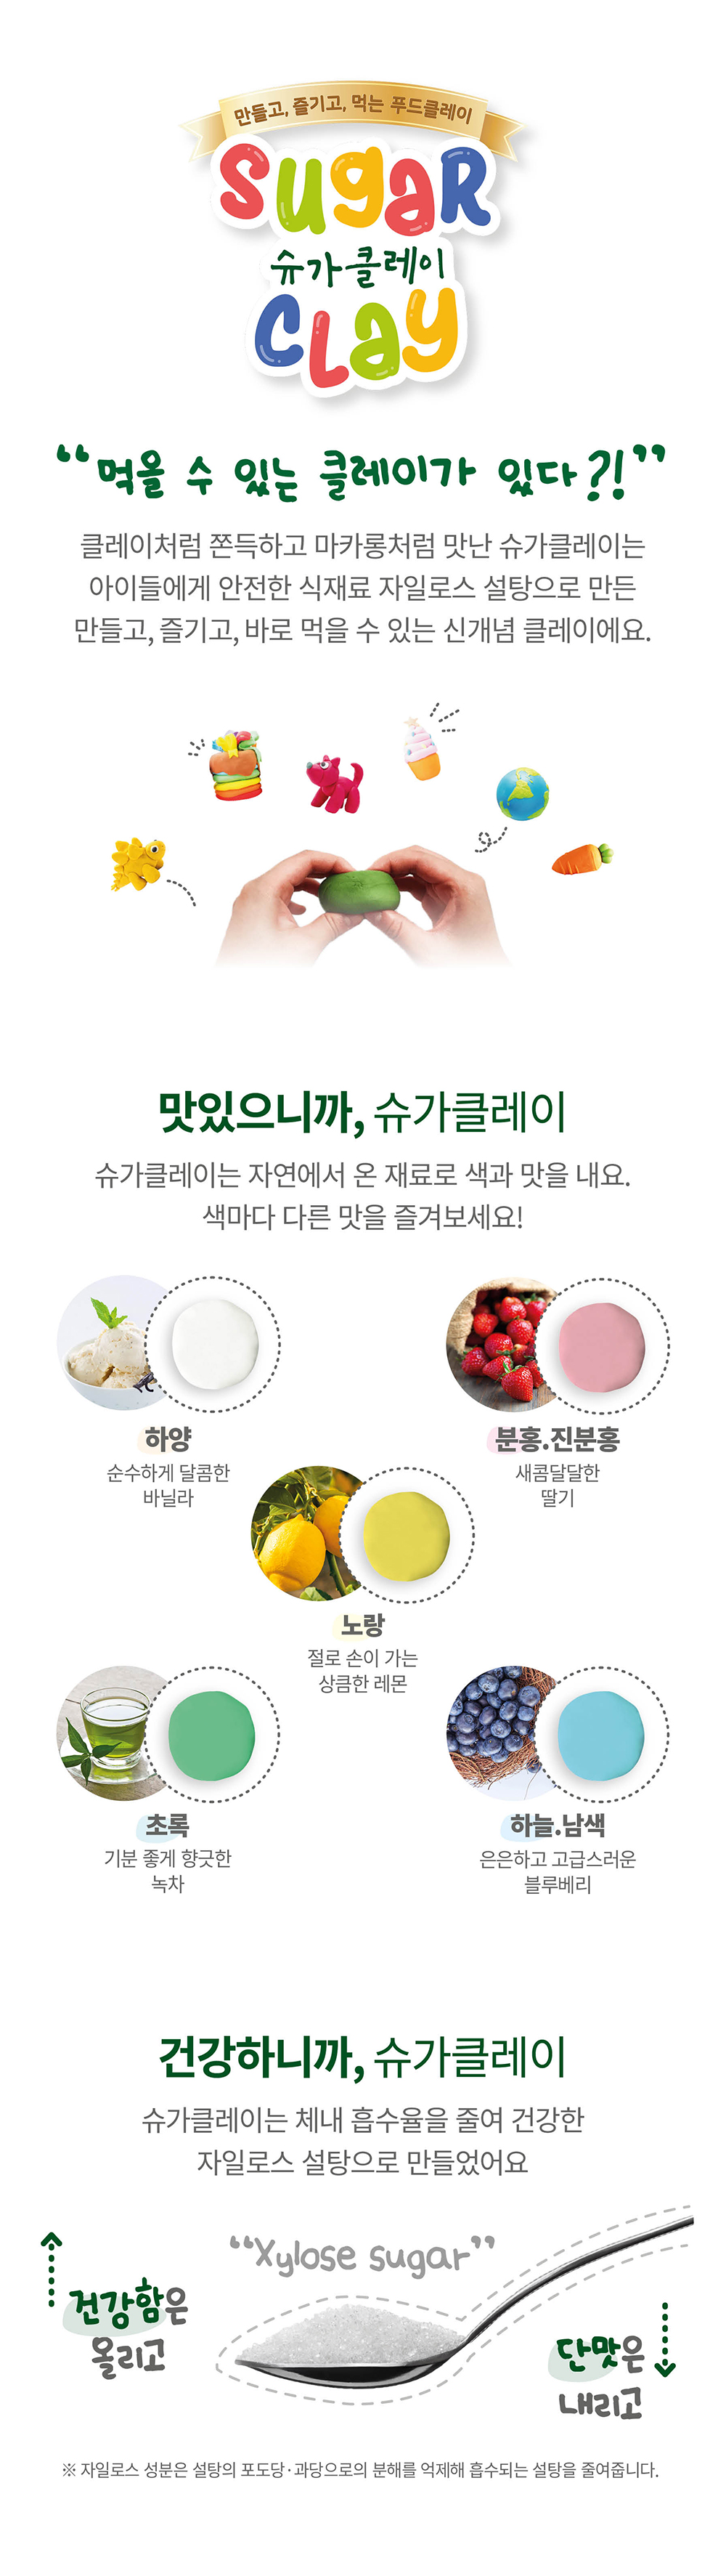 만들고, 즐기고, 먹는 푸드클레이
SugaR
슈가클레이
CLay
“먹을 수 있는 클레이가 있다?!”
클레이처럼 쫀득하고 마카롱처럼 맛난 슈가클레이는
아이들에게 안전한 식재료 자일로스 설탕으로 만든
만들고, 즐기고, 바로 먹을 수 있는 신개념 클레이에요.
맛있으니까, 슈가클레이
슈가클레이는 자연에서 온 재료로 색과 맛을 내요.
색마다 다른 맛을 즐겨보세요!
하양
순수하게 달콤한
바닐라
분홍.진분홍
새콤달달한
딸기
노랑
절로 손이 가는
상큼한 레몬
초록
기분 좋게 향긋한
녹차
하늘.남색
은은하고 고급스러운
블루베리
건강하니까, 슈가클레이
슈가클레이는 체내 흡수율을 줄여 건강한
자일로스 설탕으로 만들었어요
“Xylose sugar”
건강함은
올리고
단맛은
내리고
※ 자일로스 성분은 설탕의 포도당·과당으로의 분해를 억제해 흡수되는 설탕을 줄여줍니다.